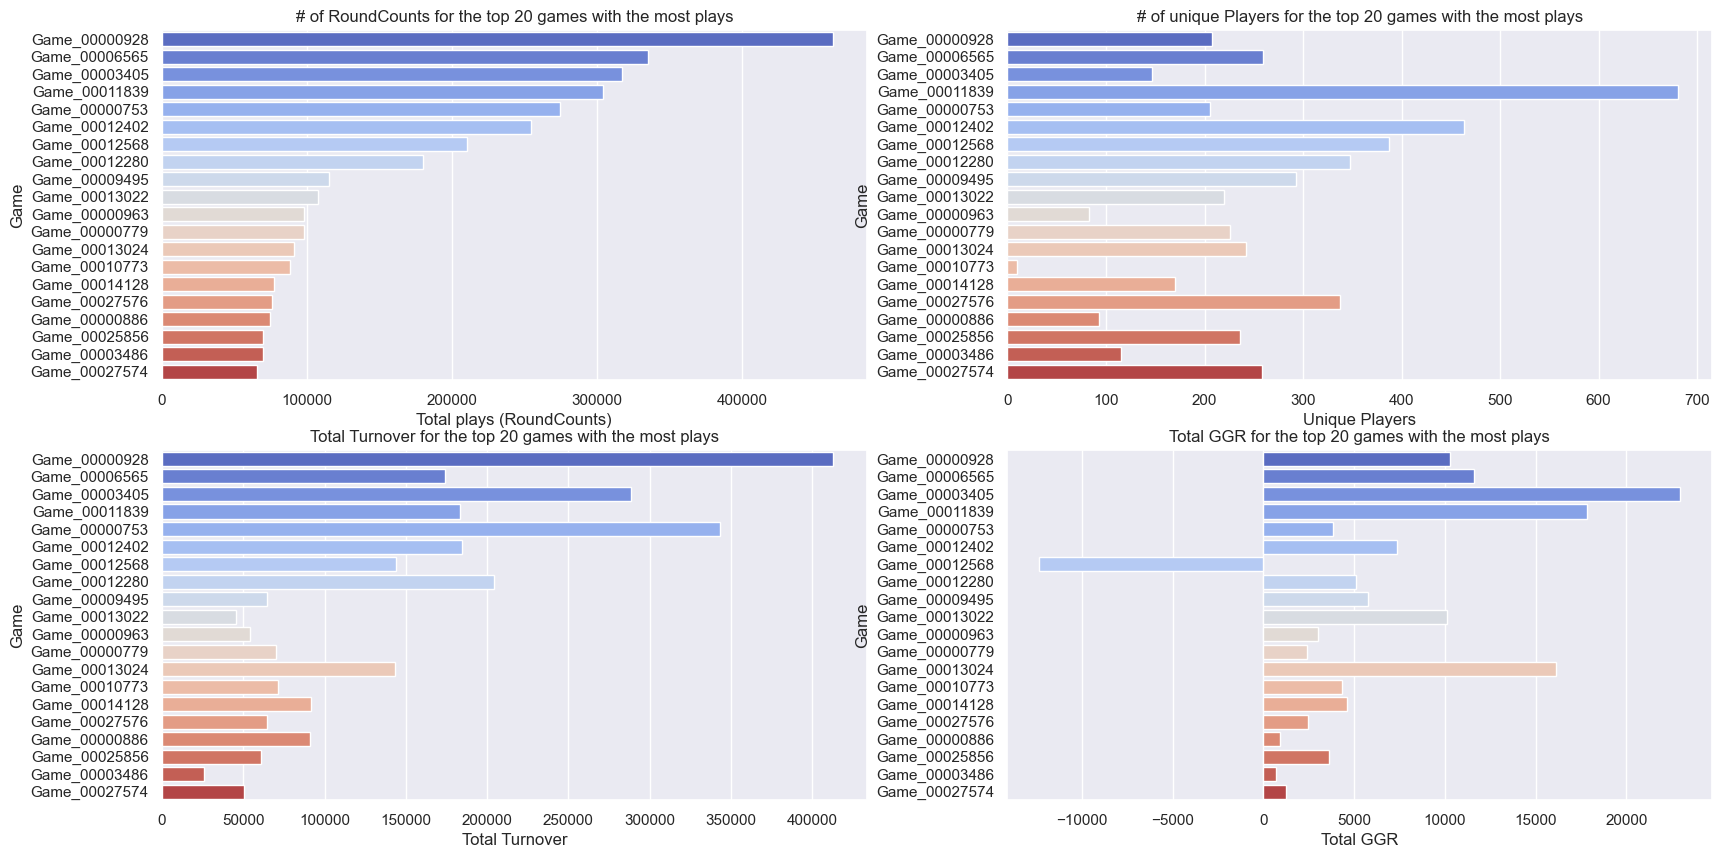 # of RoundCounts for the top 20 games with the most plays
Game_00000928
Game_00006565
Game_00003405
Game_00011839
Game_00000753
Game_00012402
Game_00012568
Game_00012280
Game_00009495
Game_00013022
Game_00000963
Game_00000779
Game_00013024
Game_00010773
Game_00014128
Game_00027576
Game_00000886
Game_00025856
Game_00003486
Game_00027574
Game
0 100000 200000 300000 400000
Total plays (RoundCounts)
# of unique Players for the top 20 games with the most plays
Game_00000928
Game_00006565
Game_00003405
Game_00011839
Game_00000753
Game_00012402
Game_00012568
Game_00012280
Game_00009495
Game_00013022
Game_00000963
Game_00000779
Game_00013024
Game_00010773
Game_00014128
Game_00027576
Game_00000886
Game_00025856
Game_00003486
Game_00027574
Game
0 100 200 300 400 500 600 700
Unique Players
Total Turnover for the top 20 games with the most plays
Game_00000928
Game_00006565
Game_00003405
Game_00011839
Game_00000753
Game_00012402
Game_00012568
Game_00012280
Game_00009495
Game_00013022
Game_00000963
Game_00000779
Game_00013024
Game_00010773
Game_00014128
Game_00027576
Game_00000886
Game_00025856
Game_00003486
Game_00027574
Game
0 50000 100000 150000 200000 250000 300000 350000 400000
Total Turnover
Total GGR for the top 20 games with the most plays
Game_00000928
Game_00006565
Game_00003405
Game_00011839
Game_00000753
Game_00012402
Game_00012568
Game_00012280
Game_00009495
Game_00013022
Game_00000963
Game_00000779
Game_00013024
Game_00010773
Game_00014128
Game_00027576
Game_00000886
Game_00025856
Game_00003486
Game_00027574
Game
−10000 −5000 0 5000 10000 15000 20000
Total GGR